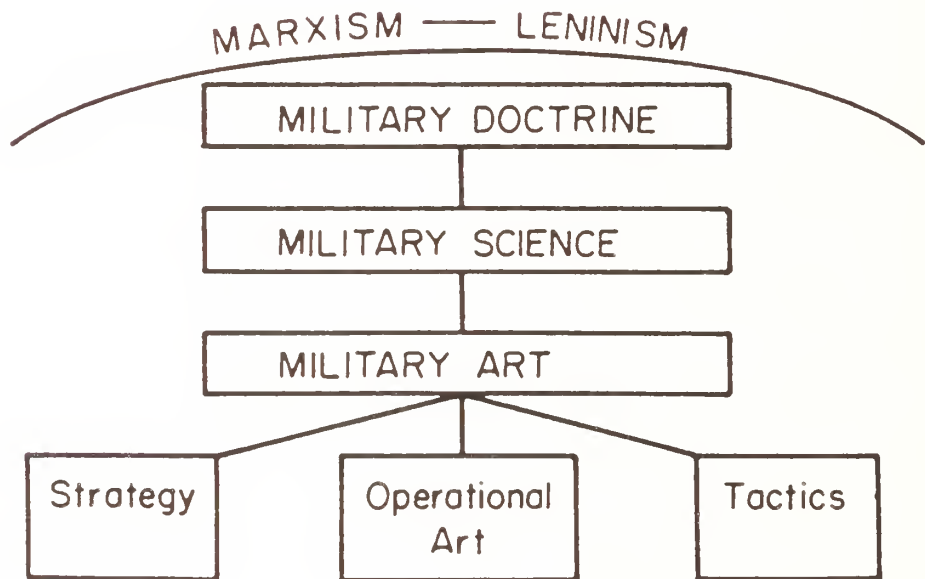 MARXISM — LENINISM
MILITARY DOCTRINE
MILITARY SCIENCE
MILITARY ART
Strategy
Operational
Art
Tactics